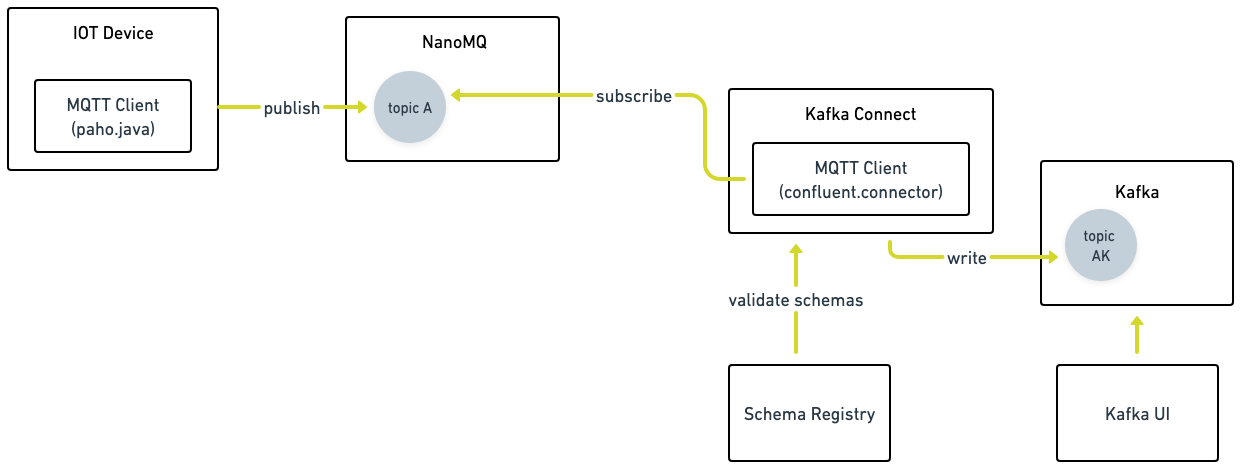 IOT Device
MQTT Client
(paho.java)
publish
NanoMQ
topic A
subscribe
Kafka Connect
MQTT Client
(confluent.connector)
write
Kafka
topic
AK
validate schemas
Schema Registry
Kafka UI